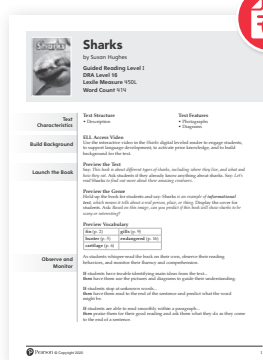 Sharks
Sharks
by Susan Hughes
Guided Reading Level I
DRA Level 16
Lexile Measure 450L
Word Count 474
Text
Characteristics
Text Structure
• Description
Text Features
• Photographs
• Diagrams
Build Background
ELL Access Video
Use the interactive video in the iRead: digital leveled reader to engage students,
to support language development, to activate prior knowledge, and to build
background for the text.
Launch the Book
Preview the Text
Say: This book is about different types of sharks, including where they live, and what and
how they eat. Ask students if they already know anything about sharks. Say: Let's
read Sharks to find out more about these amazing creatures.
Preview the Genre
Hold up the book for students and say: Sharks is an example of informational
text, which means it tells about a real person, place, or thing. Display the cover for
students. Ask: Based on this image, can you predict if this book will show sharks to be
scary or interesting?
Preview Vocabulary
fin (p. 2)
gills (p. 9)
hunter (p. 5)
endangered (p. 16)
cartilage (p. 6)
Observe and
Monitor
As students whisper-read the book on their own, observe their reading
behaviors, and monitor their fluency and comprehension.
If students have trouble identifying main ideas from the text...
then have them use the pictures and diagrams to guide their understanding.
If students stop at unknown words...
then have them read to the end of the sentence and predict what the word
might be.
If students are able to read smoothly within a paragraph...
then praise them for their good reading and ask them what they do as they come
to the end of a sentence.
Pearson © Copyright 2020